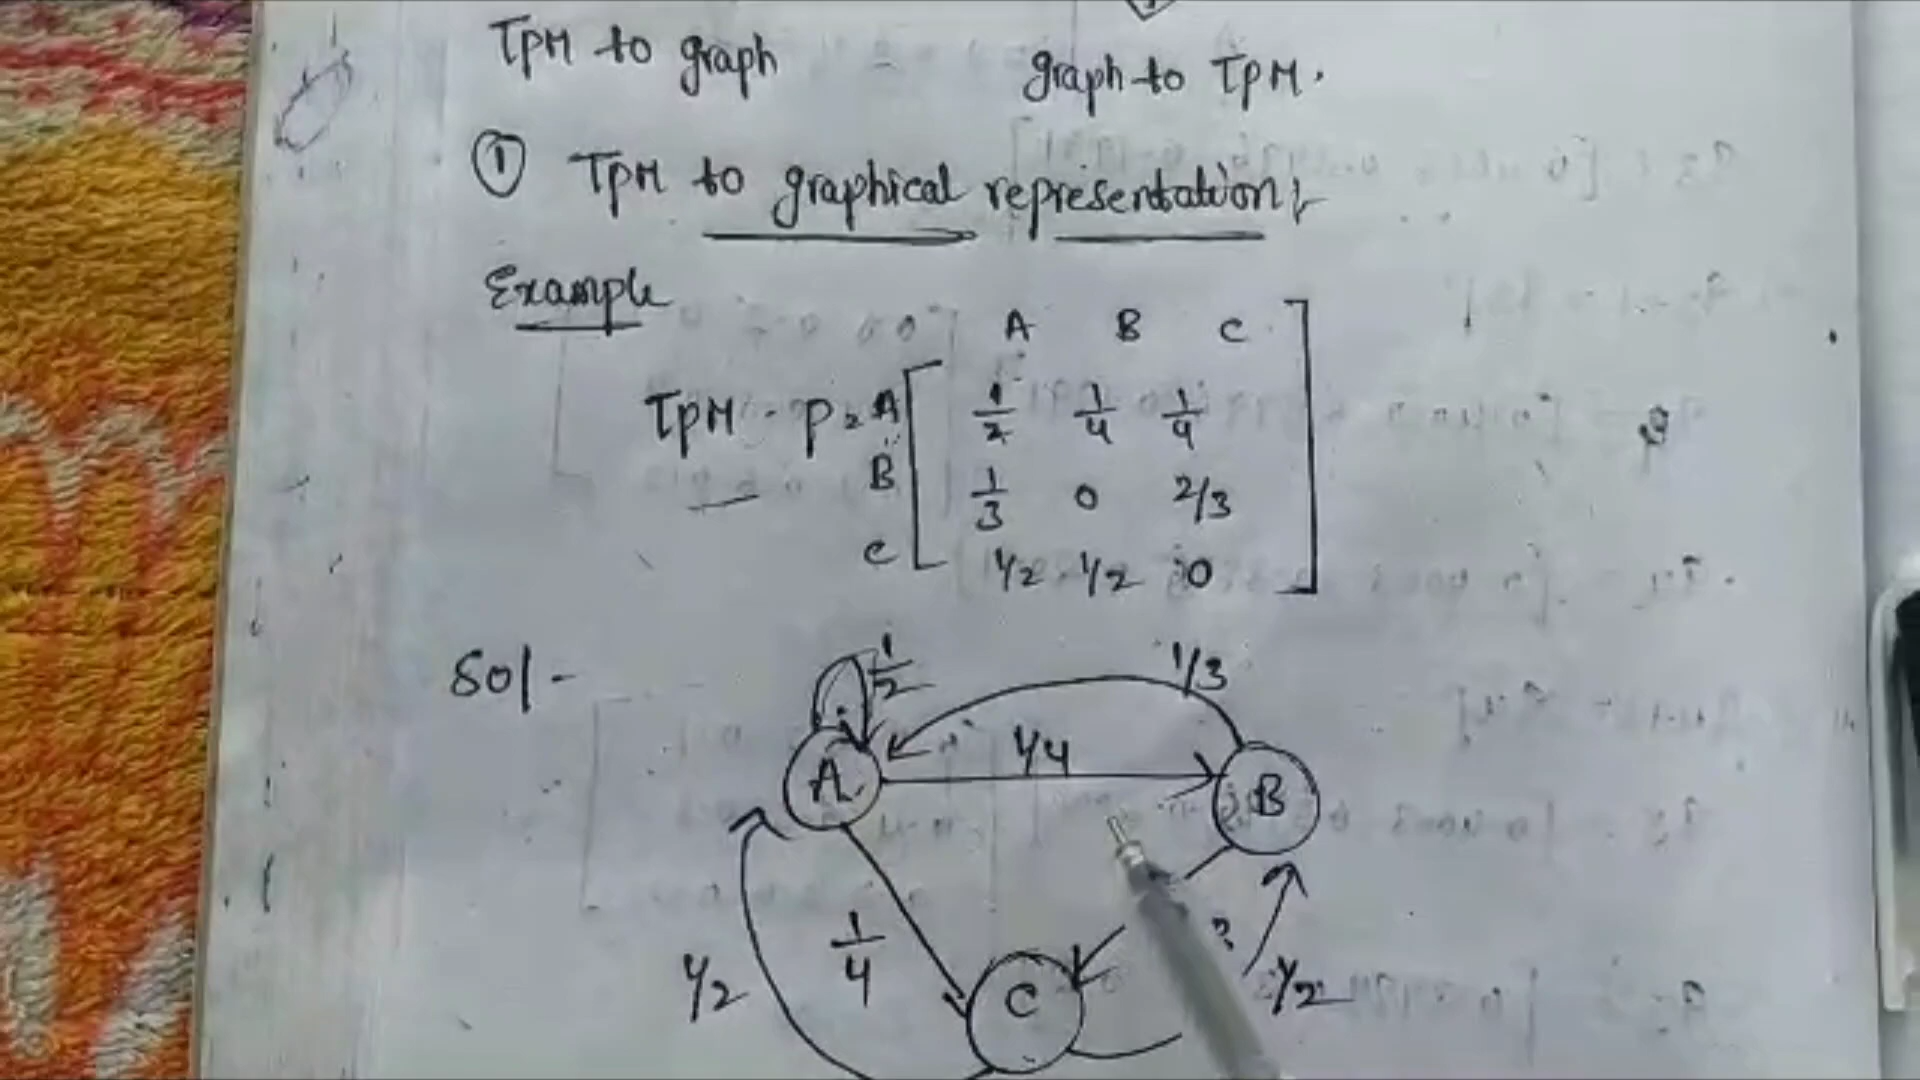 TPM to graph
graph to TPM.
① TPM to graphical representation
Example
A B C
TPM - P = A 1/2 1/4 1/4
B 1/3 0 2/3
C 1/2 1/2 0
Sol -
1/2
1/3
1/4
A
B
1/4
1/2
C
1/2